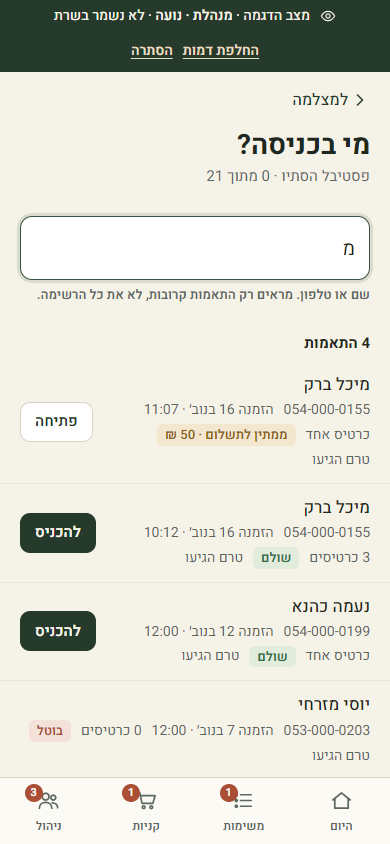 מצב הדגמה · מנהלת · נועה · לא נשמר בשרת
החלפת דמות הסתרה
למצלמה
מי בכניסה?
פסטיבל הסתיו · 0 מתוך 21
מ
שם או טלפון. מראים רק התאמות קרובות, לא את כל הרשימה.
4 התאמות
מיכל ברק
054-000-0155 הזמנה 16 בנוב׳ · 11:07
כרטיס אחד ממתין לתשלום · 50 ₪
טרם הגיעו
פתיחה
מיכל ברק
054-000-0155 הזמנה 16 בנוב׳ · 10:12
3 כרטיסים שולם טרם הגיעו
להכניס
נעמה כהנא
054-000-0199 הזמנה 12 בנוב׳ · 12:00
כרטיס אחד שולם טרם הגיעו
להכניס
יוסי מזרחי
053-000-0203 הזמנה 7 בנוב׳ · 12:00 0 כרטיסים בוטל
טרם הגיעו
היום
1 משימות
1 קניות
3 ניהול